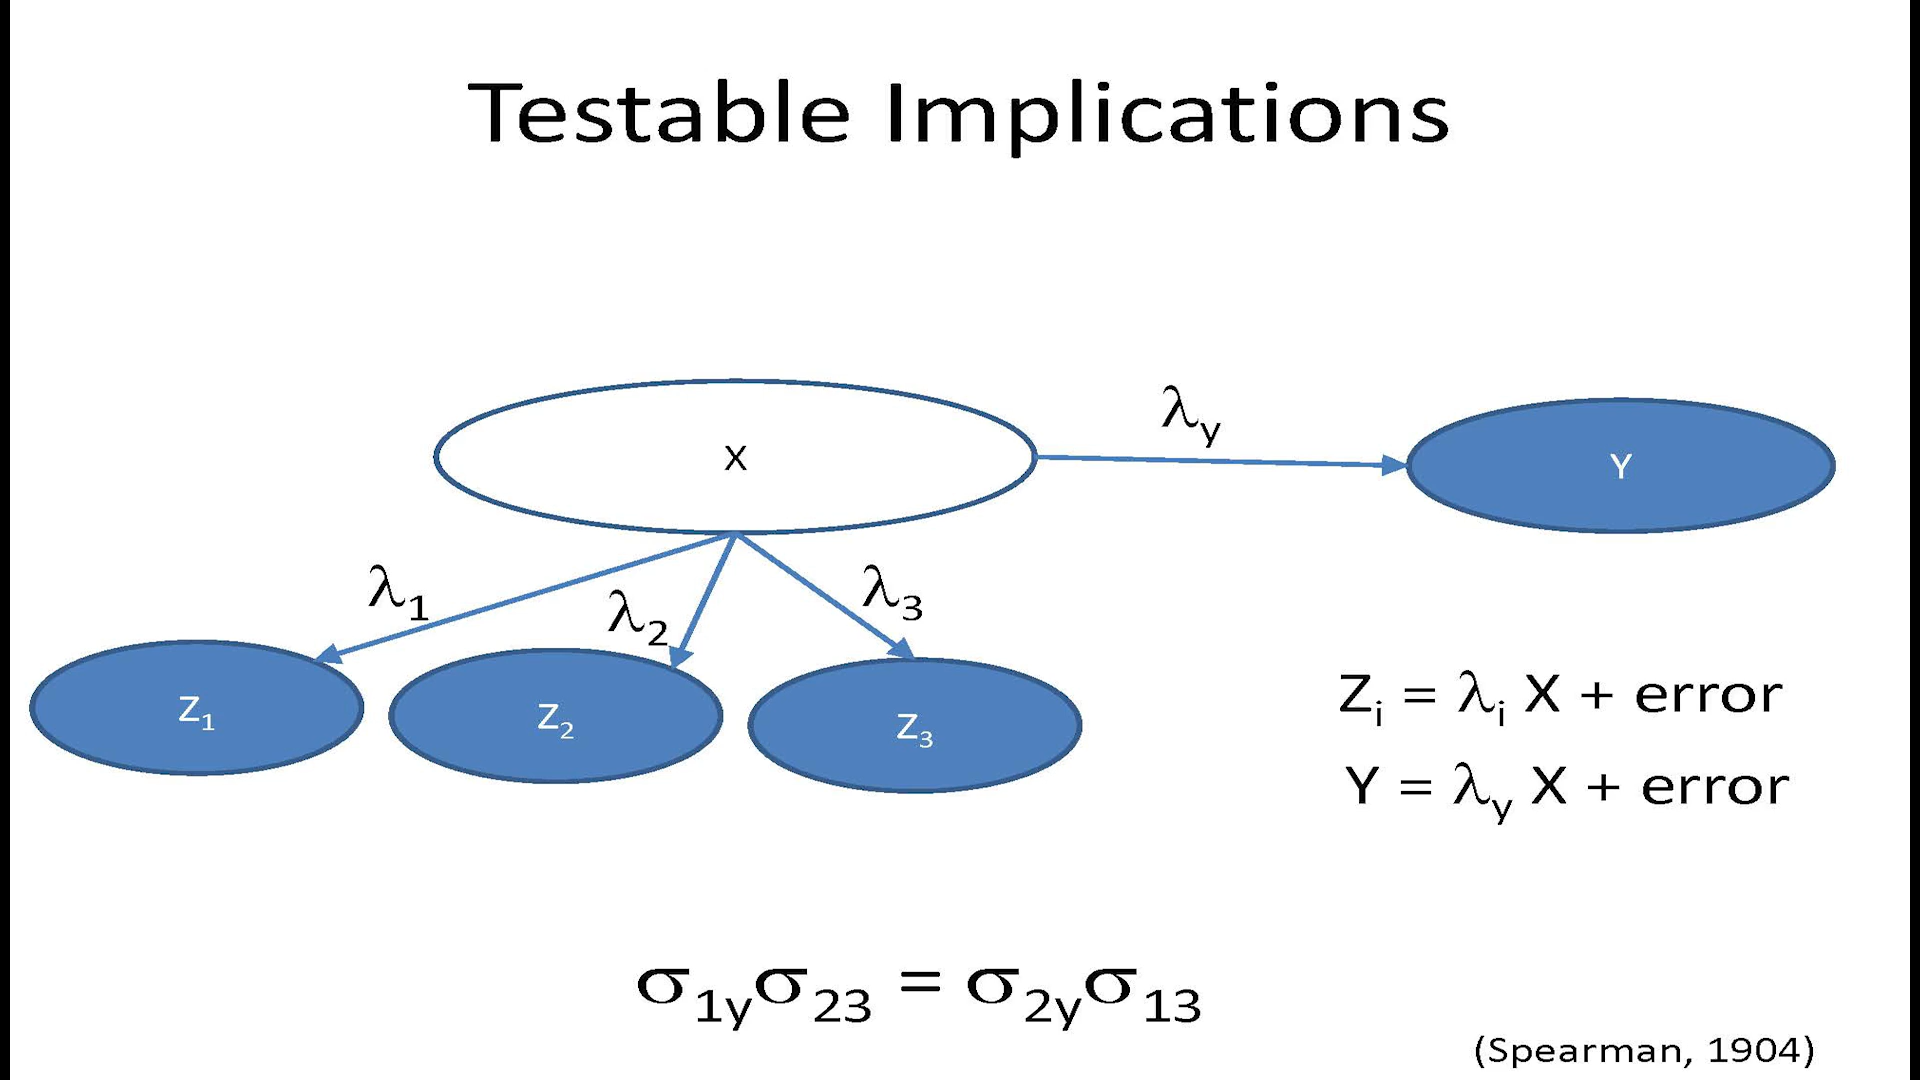 Testable Implications
X
λy
Y
λ1
λ2
λ3
Z1
Z2
Z3
Zi = λi X + error
Y = λy X + error
σ1yσ23 = σ2yσ13
(Spearman, 1904)